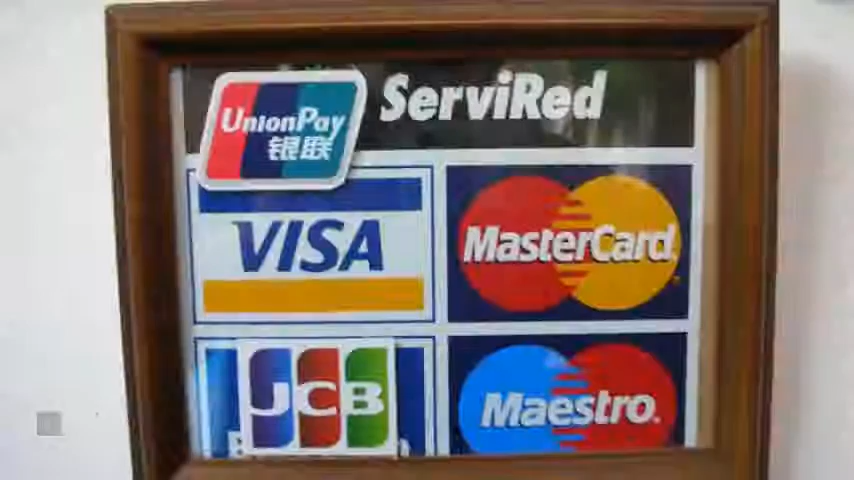 ServiRed
UnionPay
银联
VISA
MasterCard
JCB
Maestro